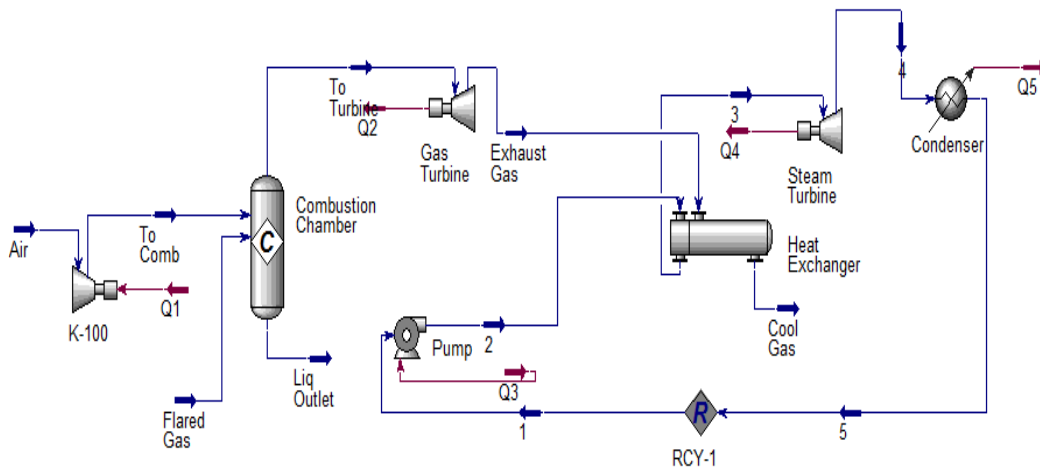 To
Turbine
Q2
Gas
Turbine
Exhaust
Gas
3
Q4
Steam
Turbine
4
Condenser
Q5
Air
To
Comb
K-100
Q1
Combustion
Chamber
C
Heat
Exchanger
Cool
Gas
Pump
2
Q3
Liq
Outlet
Flared
Gas
1
R
RCY-1
5